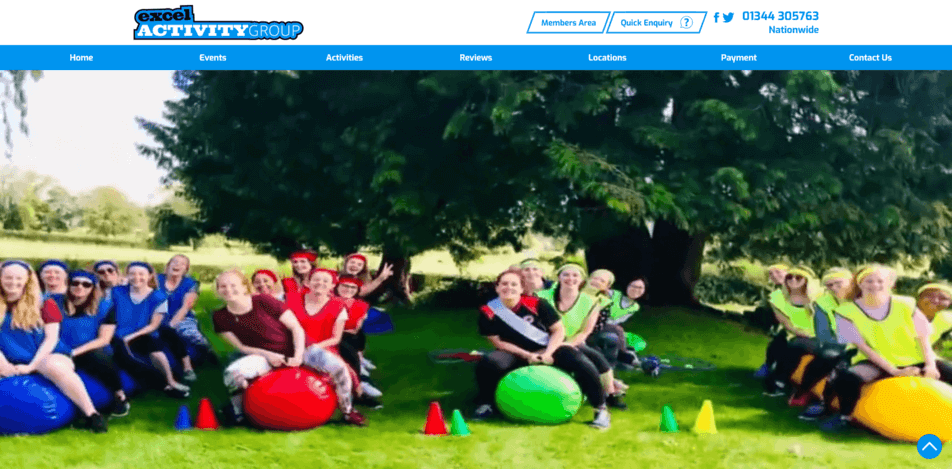 excel
ACTIVITYGROUP
Members Area
Quick Enquiry
?
01344 305763
Nationwide
Home
Events
Activities
Reviews
Locations
Payment
Contact Us